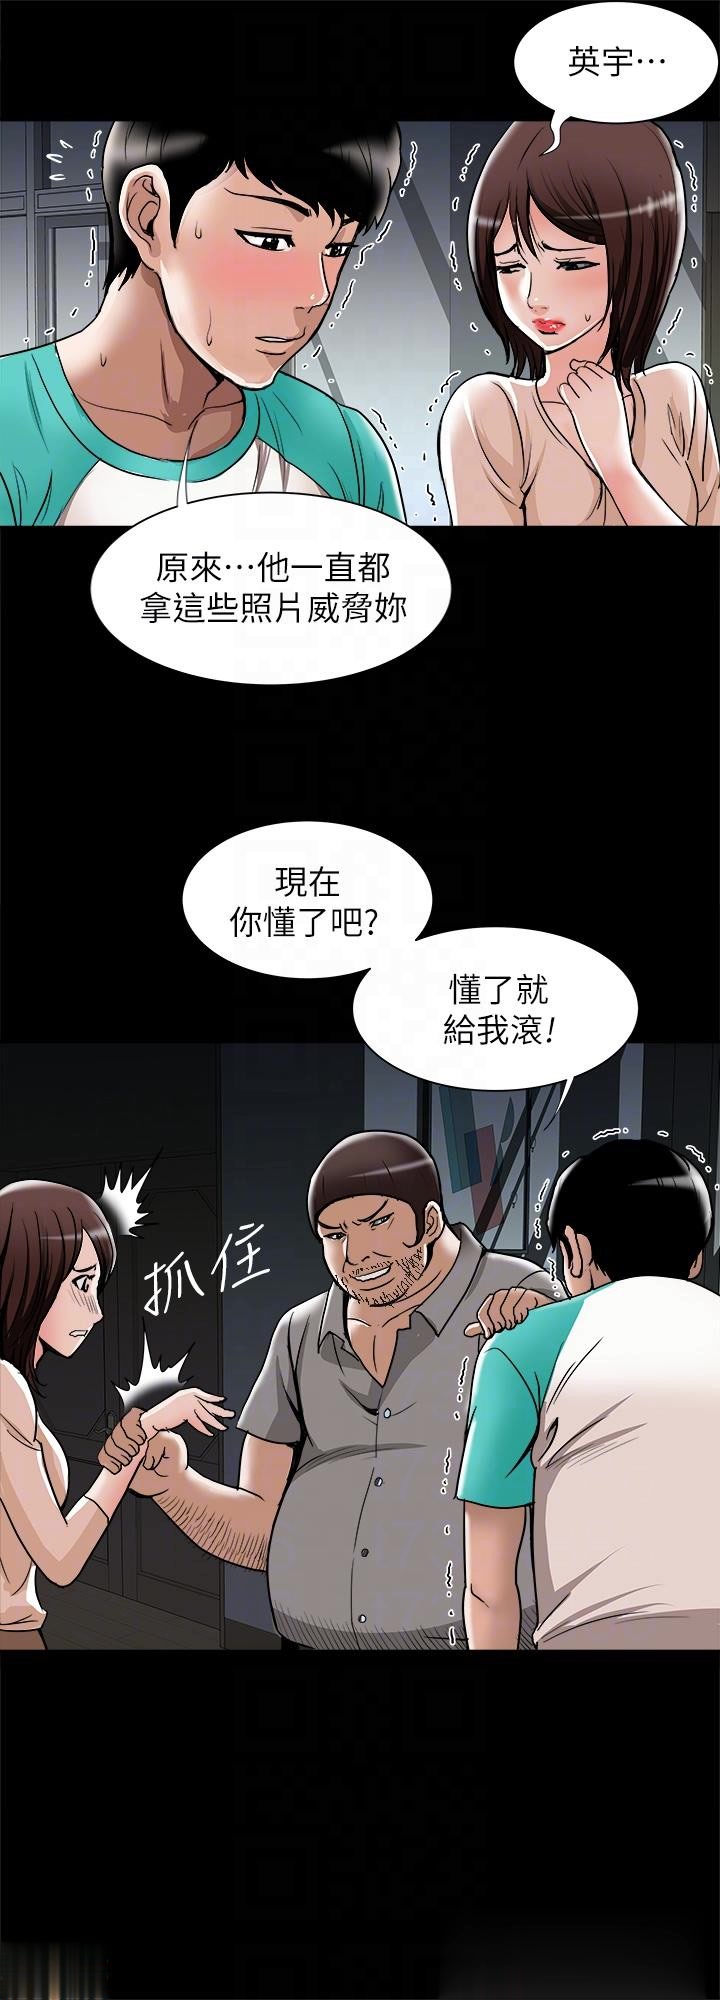 英宇…
原來…他一直都
拿這些照片威脅妳
現在
你懂了吧?
懂了就
給我滾!
抓住